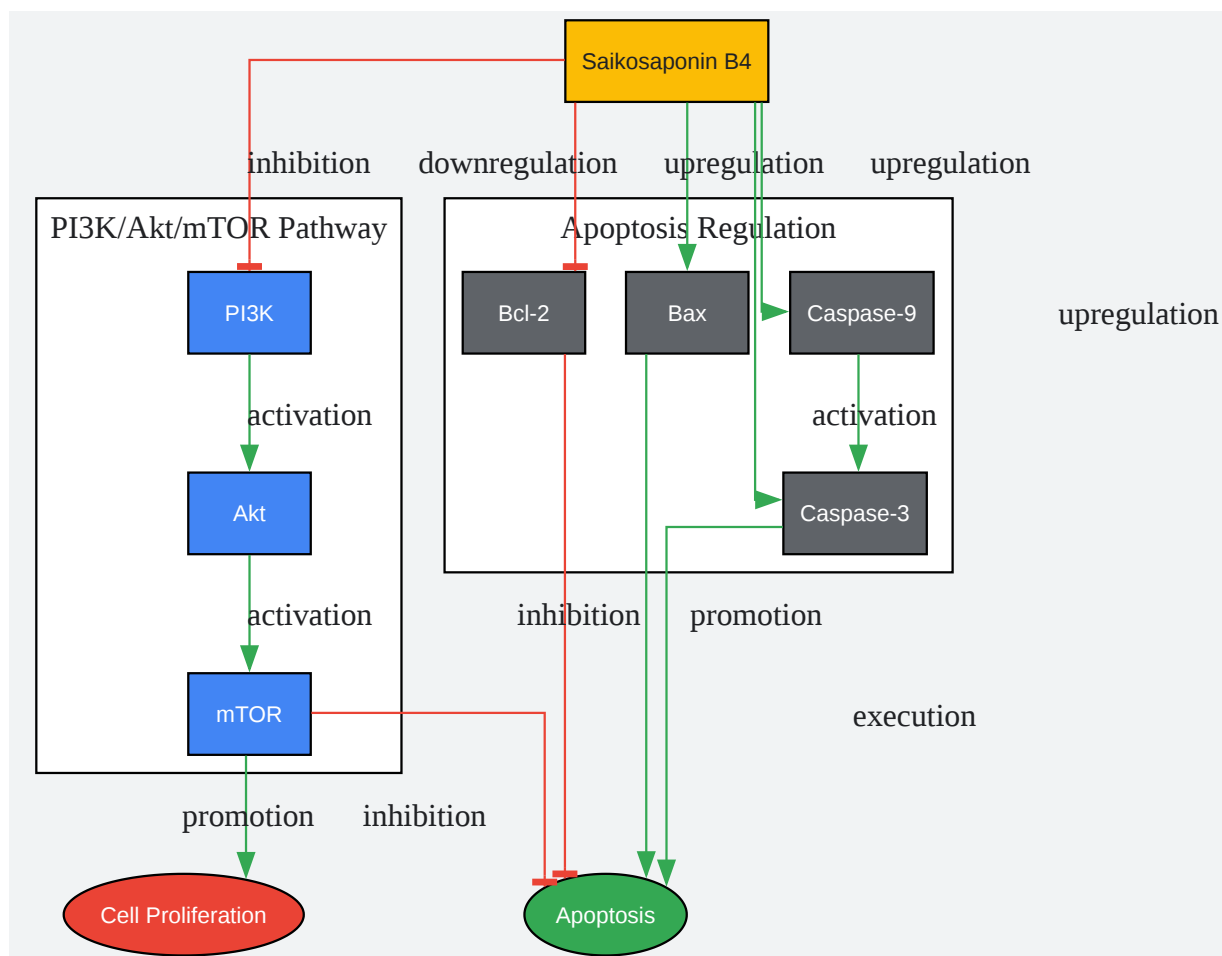 Saikosaponin B4
inhibition
downregulation
upregulation
upregulation
PI3K/Akt/mTOR Pathway
Apoptosis Regulation
PI3K
Bcl-2
Bax
Caspase-9
upregulation
activation
activation
Akt
Caspase-3
activation
inhibition
promotion
mTOR
execution
promotion
inhibition
Cell Proliferation
Apoptosis